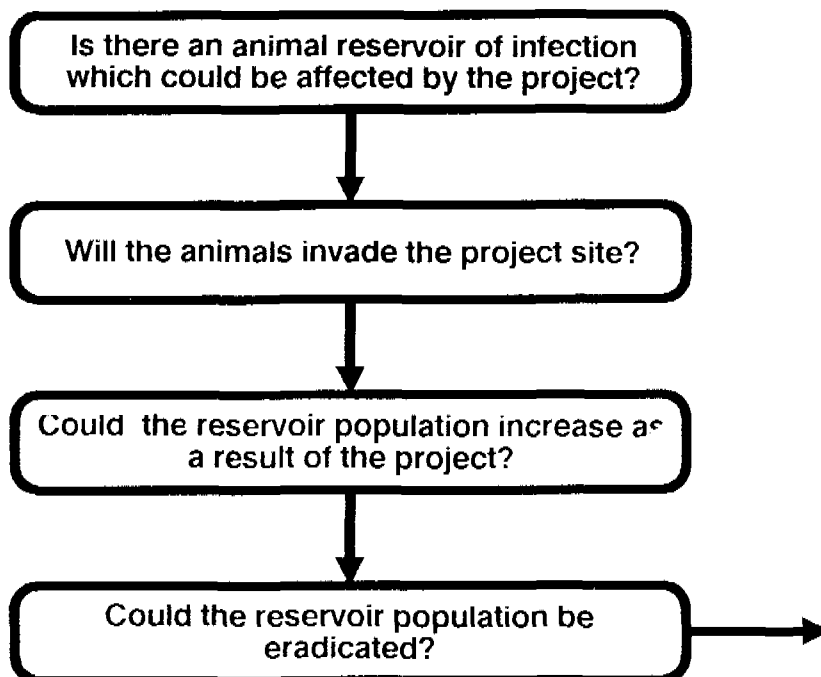 Is there an animal reservoir of infection
which could be affected by the project?
Will the animals invade the project site?
Could the reservoir population increase as
a result of the project?
Could the reservoir population be
eradicated?